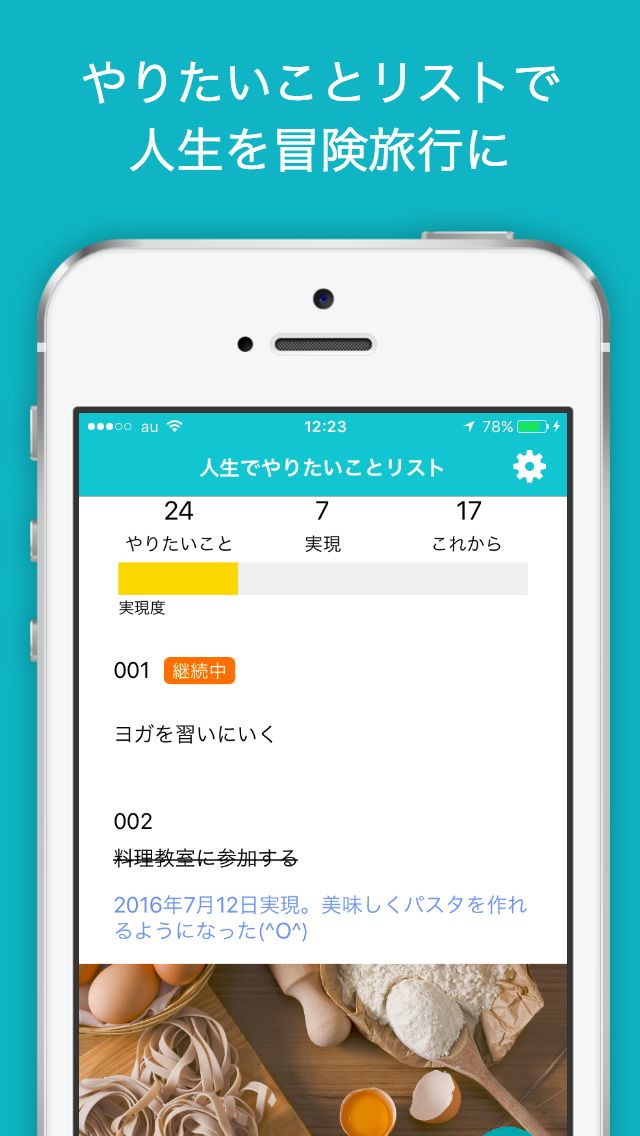 やりたいことリストで
人生を冒険旅行に
au 12:23 78%
人生でやりたいことリスト
24 7 17
やりたいこと 実現 これから
実現度
001 継続中
ヨガを習いにいく
002
料理教室に参加する
2016年7月12日実現。美味しくパスタを作れ
るようになった(^O^)